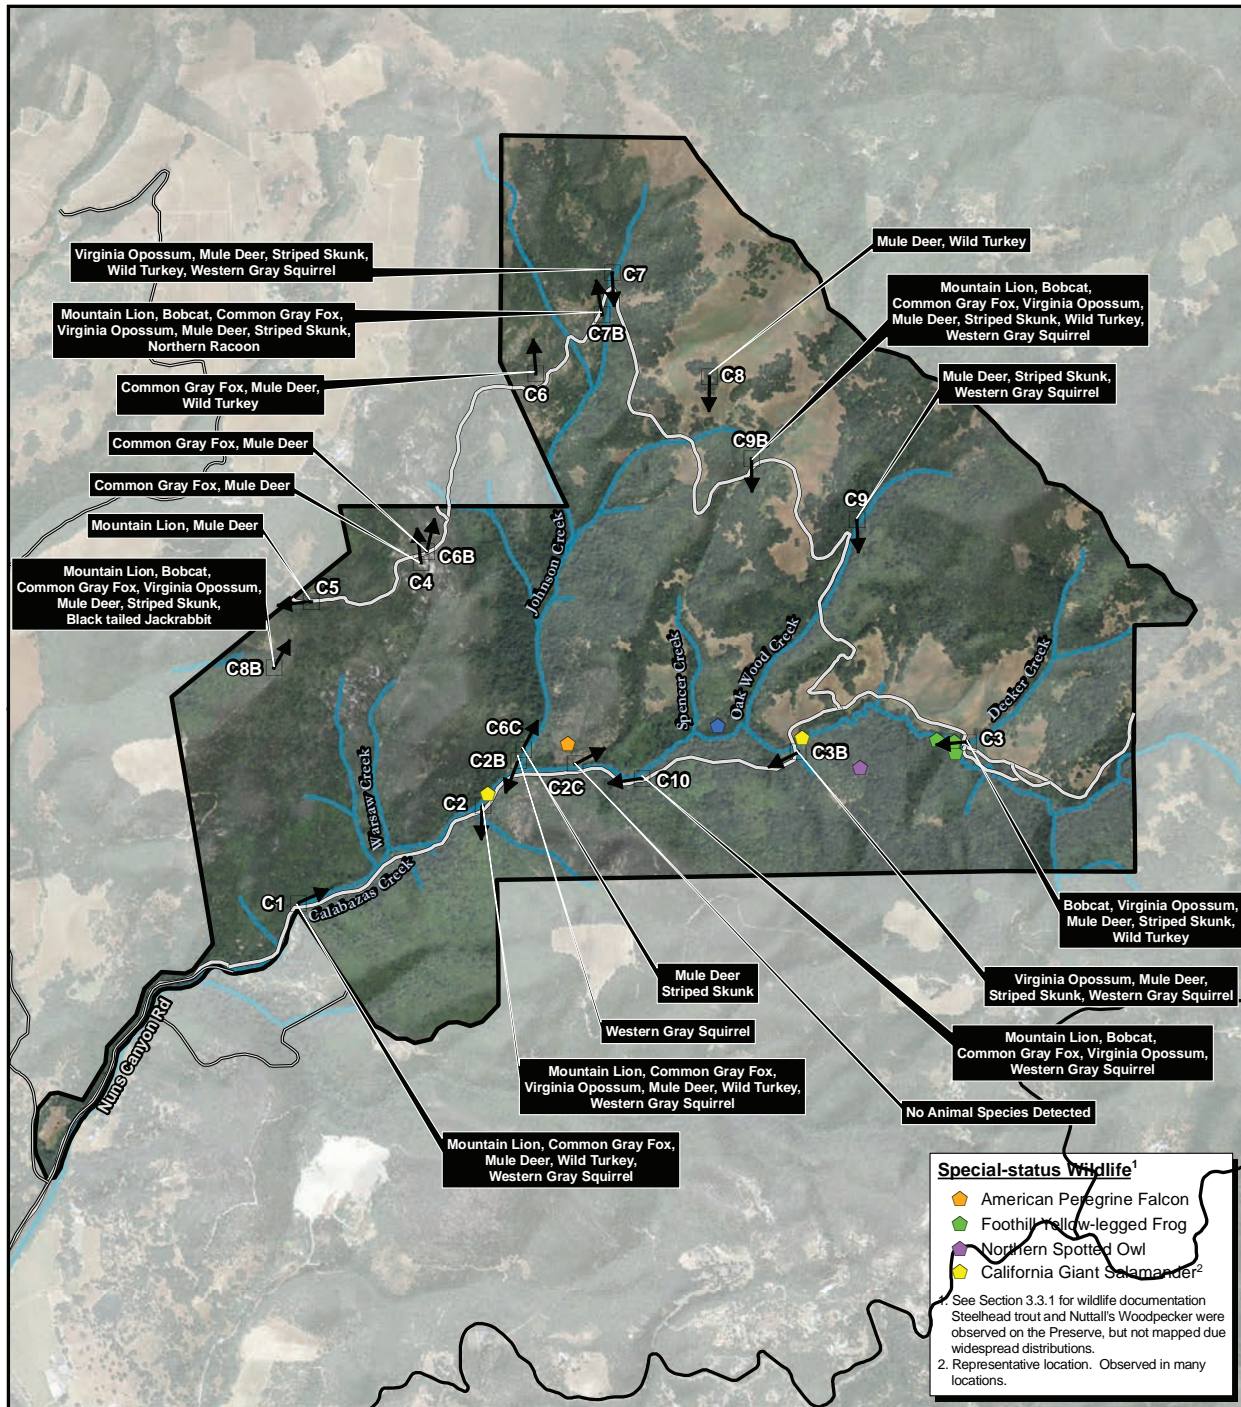 Virginia Opossum, Mule Deer, Striped Skunk,
Wild Turkey, Western Gray Squirrel
Mule Deer, Wild Turkey
C7
Mountain Lion, Bobcat,
Common Gray Fox, Virginia Opossum,
Mule Deer, Striped Skunk, Wild Turkey,
Western Gray Squirrel
Mountain Lion, Bobcat, Common Gray Fox,
Virginia Opossum, Mule Deer, Striped Skunk,
Northern Racoon
C7B
C8
Mule Deer, Striped Skunk,
Western Gray Squirrel
Common Gray Fox, Mule Deer,
Wild Turkey
C6
Common Gray Fox, Mule Deer
C9B
Common Gray Fox, Mule Deer
C9
Mountain Lion, Mule Deer
C6B
C4
Johnson Creek
Mountain Lion, Bobcat,
Common Gray Fox, Virginia Opossum,
Mule Deer, Striped Skunk,
Black tailed Jackrabbit
C5
C8B
Spencer Creek
Oak Wood Creek
Decker Creek
C6C
C3
C3B
C2B
C2C
C10
C2
Warsaw Creek
Calabazas Creek
C1
Bobcat, Virginia Opossum,
Mule Deer, Striped Skunk,
Wild Turkey
Mule Deer
Striped Skunk
Virginia Opossum, Mule Deer,
Striped Skunk, Western Gray Squirrel
Western Gray Squirrel
Nuns Canyon Rd
Mountain Lion, Bobcat,
Common Gray Fox, Virginia Opossum,
Western Gray Squirrel
Mountain Lion, Common Gray Fox,
Virginia Opossum, Mule Deer, Wild Turkey,
Western Gray Squirrel
No Animal Species Detected
Mountain Lion, Common Gray Fox,
Mule Deer, Wild Turkey,
Western Gray Squirrel
Special-status Wildlife1
American Peregrine Falcon
Foothill Yellow-legged Frog
Northern Spotted Owl
California Giant Salamander2
1. See Section 3.3.1 for wildlife documentation
Steelhead trout and Nuttall's Woodpecker were
observed on the Preserve, but not mapped due
widespread distributions.
2. Representative location. Observed in many
locations.